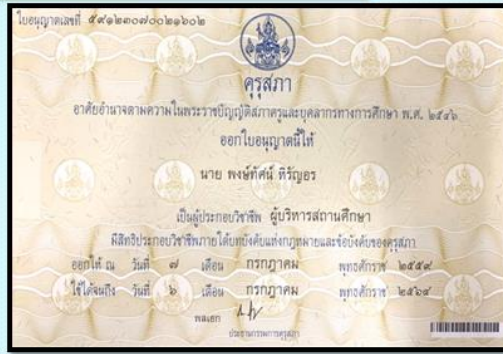 ใบอนุญาตเลขที่ ๕๙๑๒๓๐๗๐๐๒๑๖๐๒
คุรุสภา
อาศัยอำนาจตามความในพระราชบัญญัติสภาครูและบุคลากรทางการศึกษา พ.ศ. ๒๕๔๖
ออกใบอนุญาตนี้ให้
นาย พงษ์ทัศน์ หิรัญอร
เป็นผู้ประกอบวิชาชีพ ผู้บริหารสถานศึกษา
มีสิทธิประกอบวิชาชีพภายใต้บทบังคับแห่งกฎหมายและข้อบังคับของคุรุสภา
ออกให้ ณ วันที่ ๗ เดือน กรกฎาคม พุทธศักราช ๒๕๕๙
ใช้ได้จนถึง วันที่ ๖ เดือน กรกฎาคม พุทธศักราช ๒๕๖๔
พลเอก
ประธานกรรมการคุรุสภา